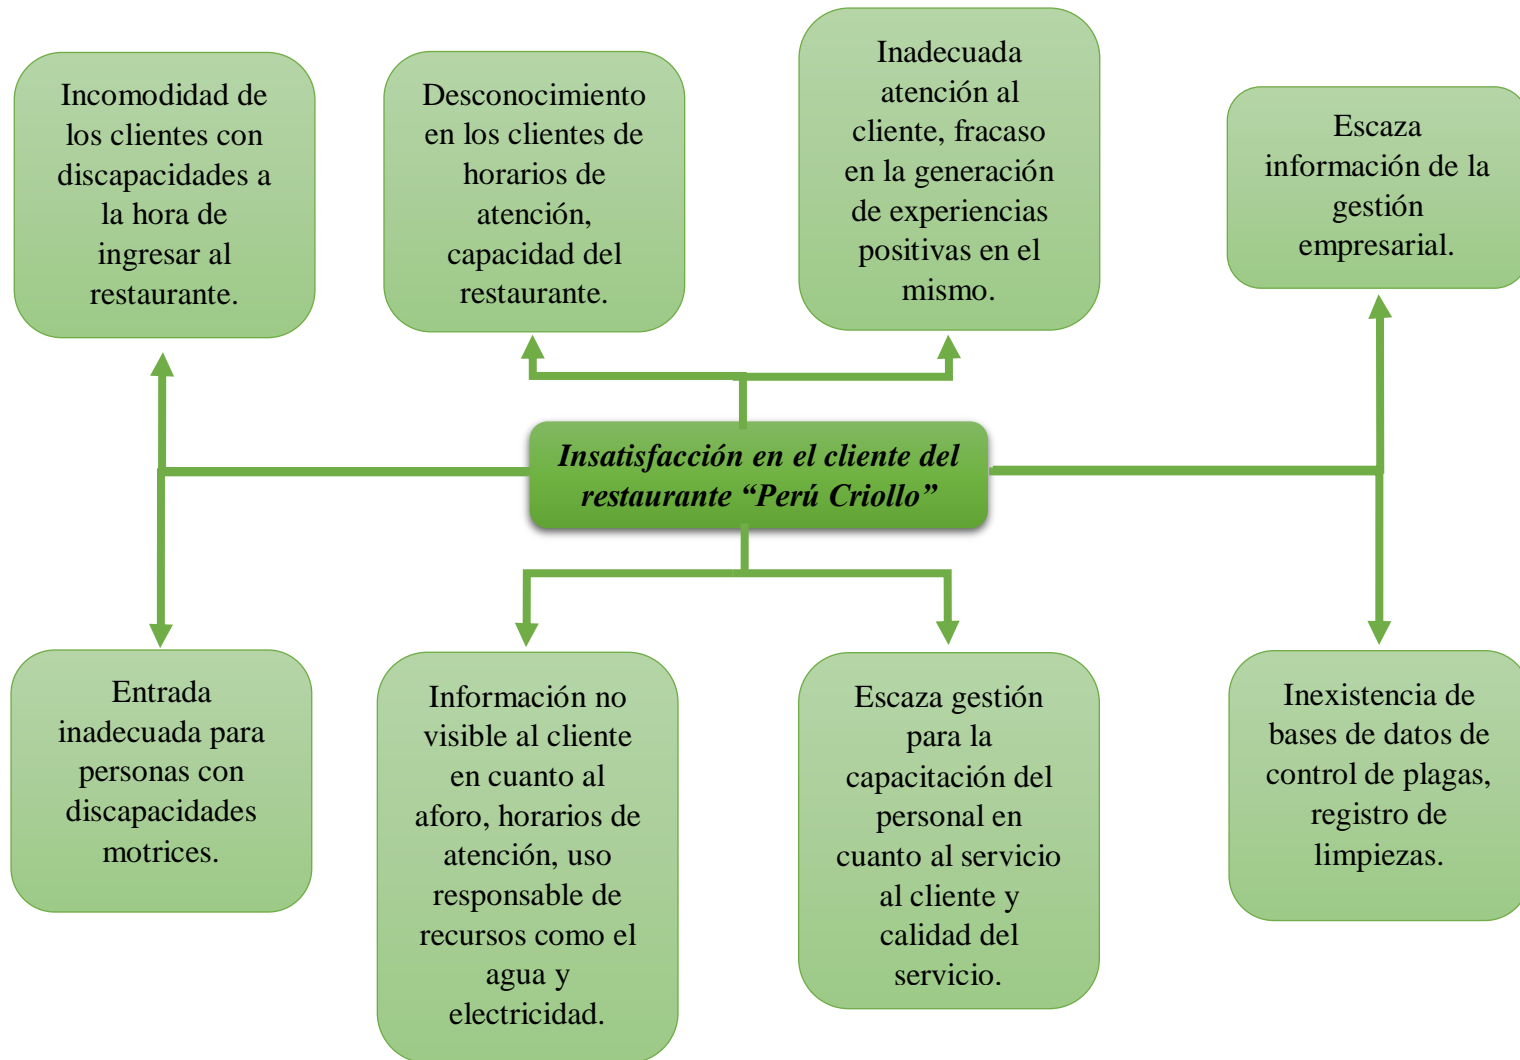 Incomodidad de
los clientes con
discapacidades a
la hora de
ingresar al
restaurante.
Desconocimiento
en los clientes de
horarios de
atención,
capacidad del
restaurante.
Inadecuada
atención al
cliente, fracaso
en la generación
de experiencias
positivas en el
mismo.
Escaza
información de la
gestión
empresarial.
Insatisfacción en el cliente del
restaurante “Perú Criollo”
Entrada
inadecuada para
personas con
discapacidades
motrices.
Información no
visible al cliente
en cuanto al
aforo, horarios de
atención, uso
responsable de
recursos como el
agua y
electricidad.
Escaza gestión
para la
capacitación del
personal en
cuanto al servicio
al cliente y
calidad del
servicio.
Inexistencia de
bases de datos de
control de plagas,
registro de
limpiezas.